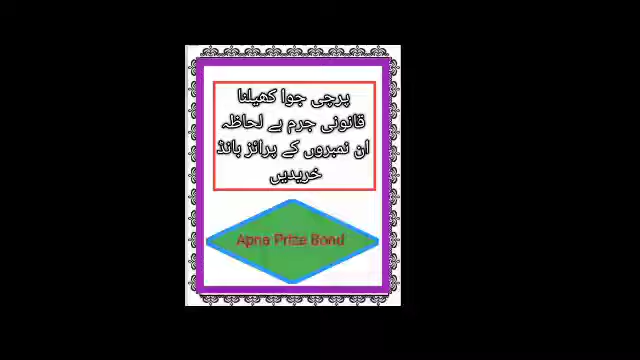 پرچی جوا کھیلنا
قانونی جرم ہے لحاظہ
ان نمبروں کے پرائز بانڈ
خریدیں
Apna Prize Bond